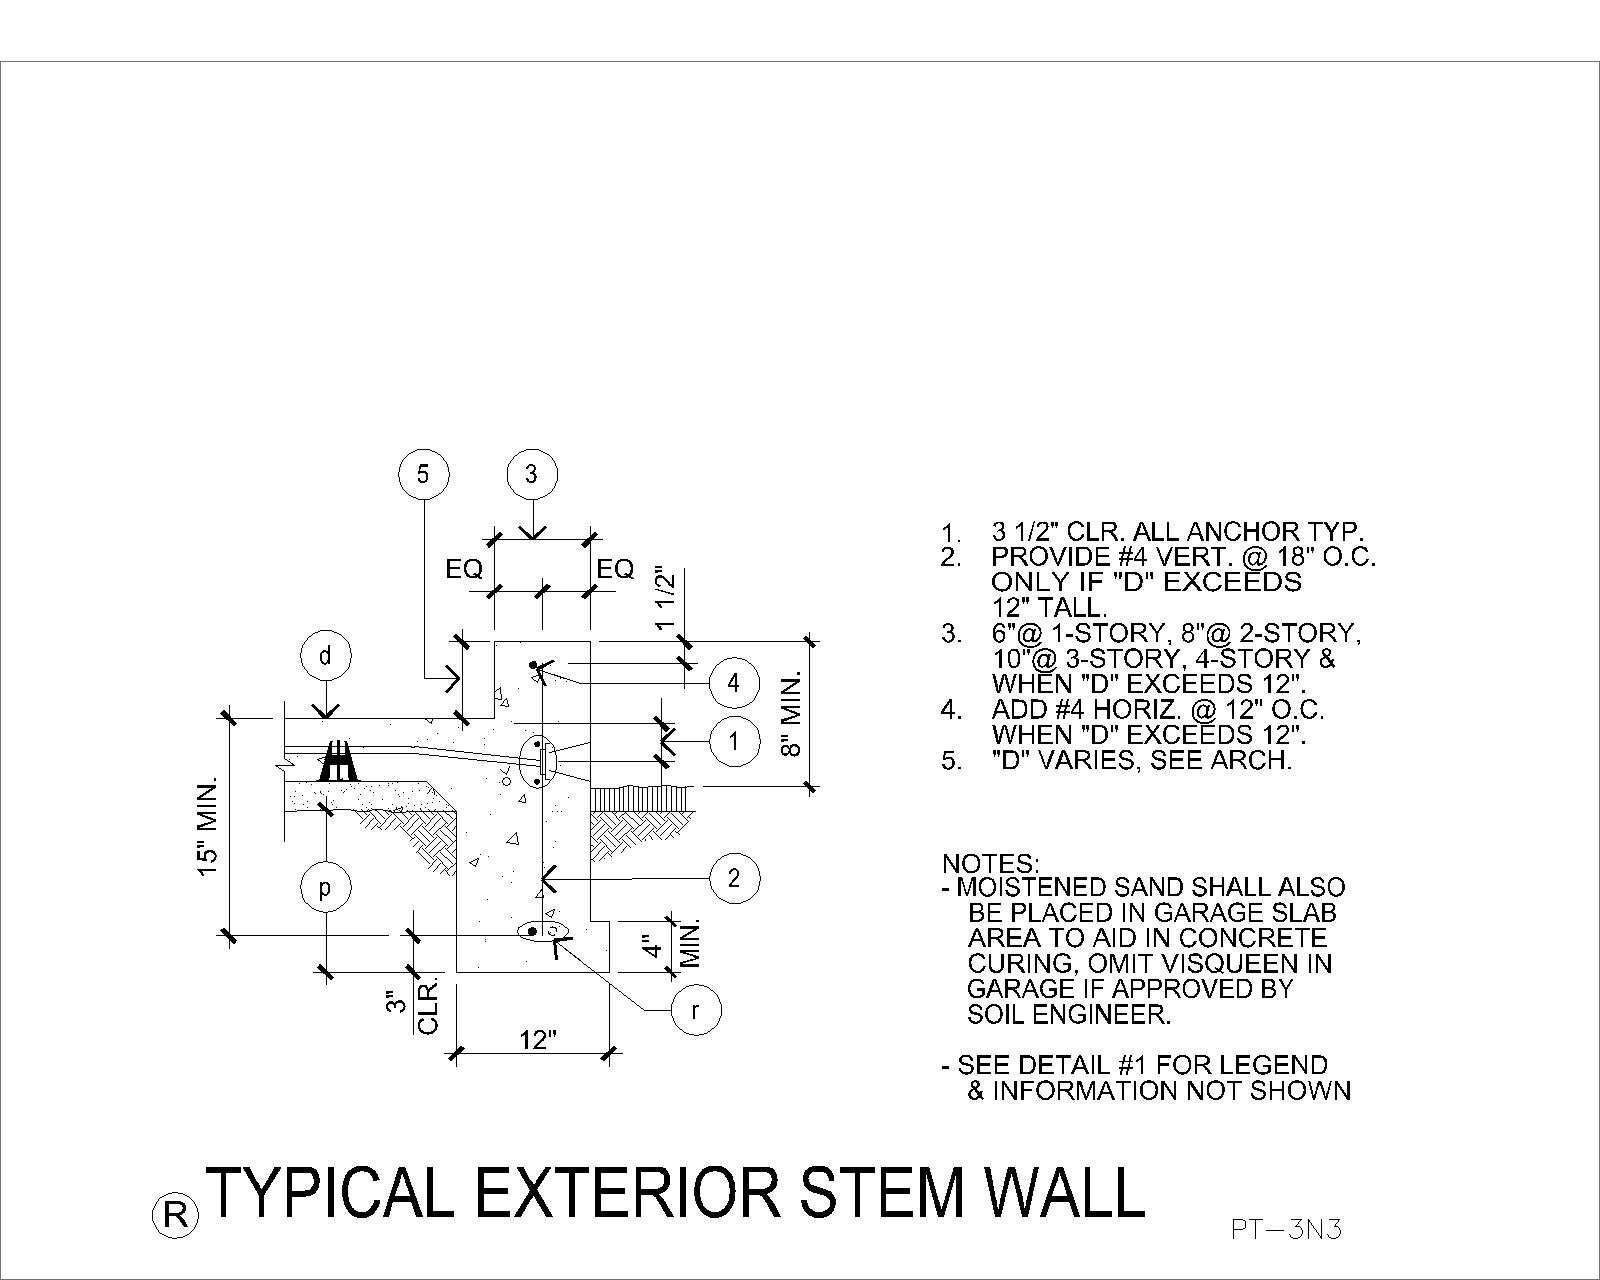 5
3
EQ
EQ
1 1/2"
d
4
1
8" MIN.
15" MIN.
p
2
4"
MIN.
3"
CLR.
r
12"
1. 3 1/2" CLR. ALL ANCHOR TYP.
2. PROVIDE #4 VERT. @ 18" O.C.
ONLY IF "D" EXCEEDS
12" TALL.
3. 6"@ 1-STORY, 8"@ 2-STORY,
10"@ 3-STORY, 4-STORY &
WHEN "D" EXCEEDS 12".
4. ADD #4 HORIZ. @ 12" O.C.
WHEN "D" EXCEEDS 12".
5. "D" VARIES, SEE ARCH.
NOTES:
- MOISTENED SAND SHALL ALSO
BE PLACED IN GARAGE SLAB
AREA TO AID IN CONCRETE
CURING, OMIT VISQUEEN IN
GARAGE IF APPROVED BY
SOIL ENGINEER.
- SEE DETAIL #1 FOR LEGEND
& INFORMATION NOT SHOWN
R TYPICAL EXTERIOR STEM WALL
PT-3N3